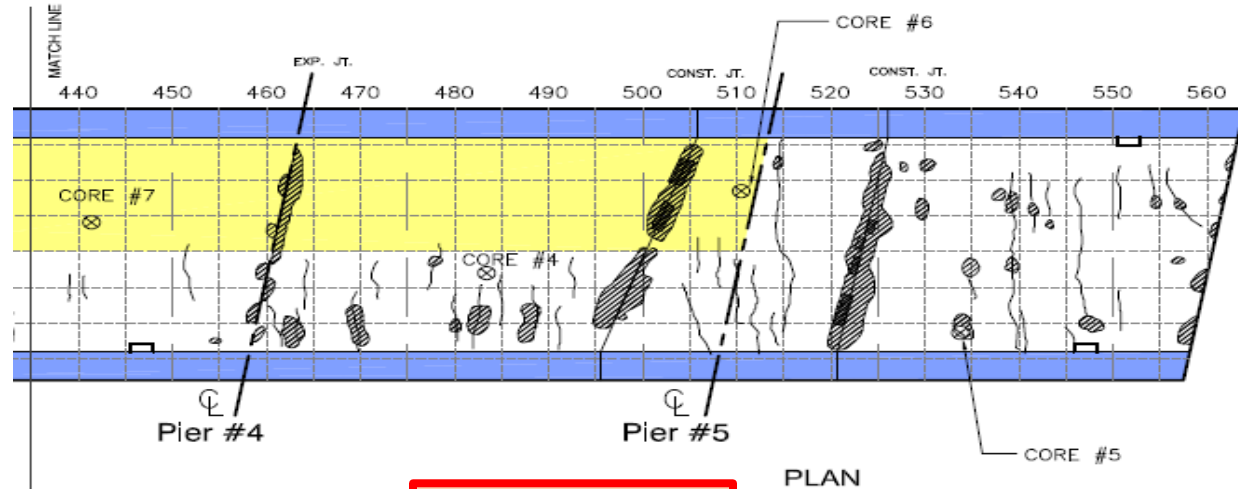 MATCH LINE
CORE #6
EXP. JT.
CONST. JT.
CONST. JT.
440 450 460 470 480 490 500 510 520 530 540 550 560
CORE #7
CORE #4
℄
Pier #4
℄
Pier #5
CORE #5
PLAN